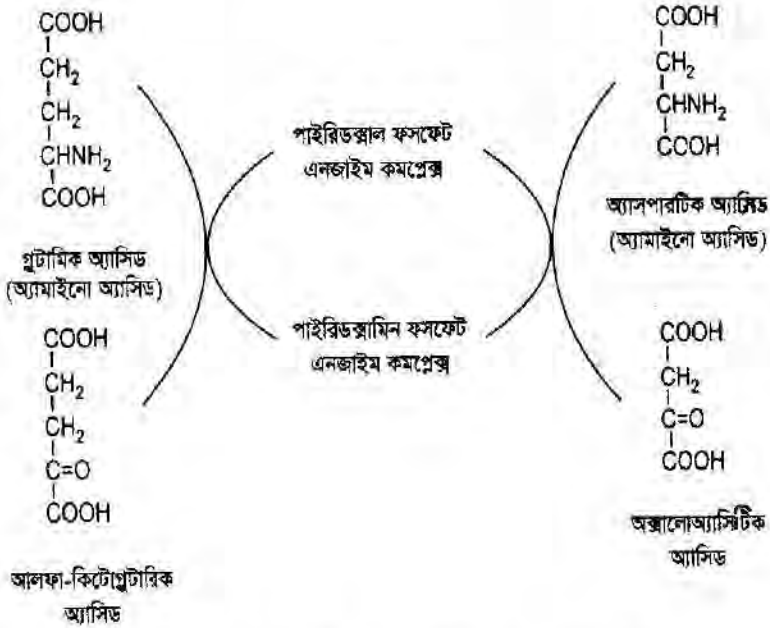 COOH
CH₂
CH₂
CHNH₂
COOH
গ্লুটামিক অ্যাসিড
(অ্যামাইনো অ্যাসিড)
COOH
CH₂
CH₂
C=O
COOH
আলফা-কিটোগ্লুটারিক
অ্যাসিড
পাইরিডক্সাল ফসফেট
এনজাইম কমপ্লেক্স
পাইরিডক্সামিন ফসফেট
এনজাইম কমপ্লেক্স
COOH
CH₂
CHNH₂
COOH
অ্যাসপারটিক অ্যাসিড
(অ্যামাইনো অ্যাসিড)
COOH
CH₂
C=O
COOH
অক্সালোঅ্যাসিটিক
অ্যাসিড